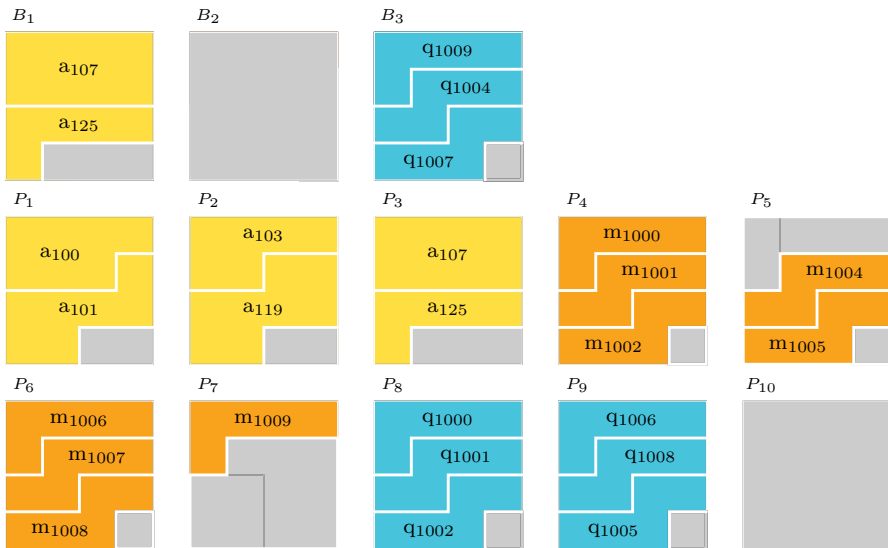 B₁ B₂ B₃
a₁₀₇ q₁₀₀₉
q₁₀₀₄
a₁₂₅
q₁₀₀₇
P₁ P₂ P₃ P₄ P₅
a₁₀₀ a₁₀₃ a₁₀₇ m₁₀₀₀
m₁₀₀₁ m₁₀₀₄
a₁₀₁ a₁₁₉ a₁₂₅
m₁₀₀₂ m₁₀₀₅
P₆ P₇ P₈ P₉ P₁₀
m₁₀₀₆ m₁₀₀₉ q₁₀₀₀ q₁₀₀₆
m₁₀₀₇ q₁₀₀₁ q₁₀₀₈
m₁₀₀₈ q₁₀₀₂ q₁₀₀₅